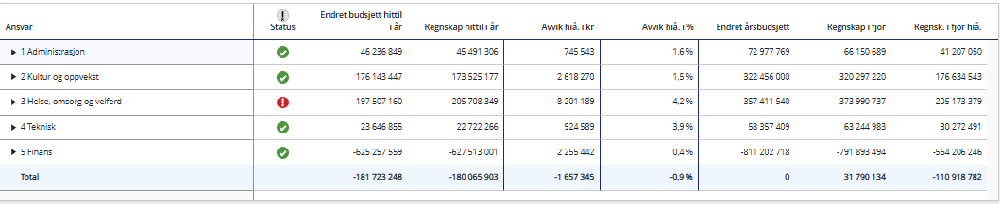 Ansvar Status Endret budsjett hittil i år Regnskap hittil i år Avvik hiå. i kr Avvik hiå. i % Endret årsbudsjett Regnskap i fjor Regnsk. i fjor hiå.
1 Administrasjon 46 236 849 45 491 306 745 543 1,6 % 72 977 769 66 150 689 41 207 050
2 Kultur og oppvekst 176 143 447 173 525 177 2 618 270 1,5 % 322 456 000 320 297 220 176 634 543
3 Helse, omsorg og velferd 197 507 160 205 708 349 -8 201 189 -4,2 % 357 411 540 373 990 737 205 173 379
4 Teknisk 23 646 855 22 722 266 924 589 3,9 % 58 357 409 63 244 983 30 272 491
5 Finans -625 257 559 -627 513 001 2 255 442 0,4 % -811 202 718 -791 893 494 -564 206 246
Total -181 723 248 -180 065 903 -1 657 345 -0,9 % 0 31 790 134 -110 918 782